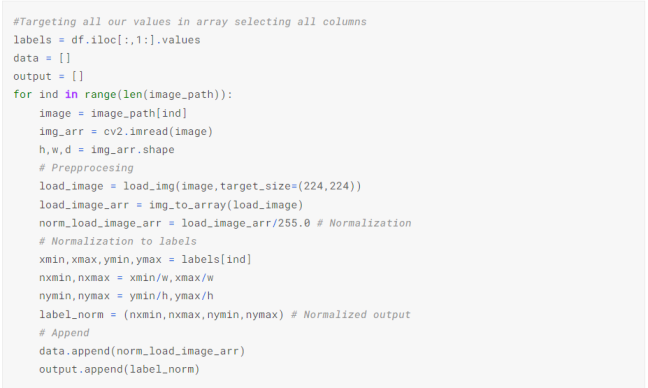 #Targeting all our values in array selecting all columns
labels = df.iloc[:,1:].values
data = []
output = []
for ind in range(len(image_path)):
    image = image_path[ind]
    img_arr = cv2.imread(image)
    h,w,d = img_arr.shape
    # Prepprocesing
    load_image = load_img(image,target_size=(224,224))
    load_image_arr = img_to_array(load_image)
    norm_load_image_arr = load_image_arr/255.0 # Normalization
    # Normalization to labels
    xmin,xmax,ymin,ymax = labels[ind]
    nxmin,nxmax = xmin/w,xmax/w
    nymin,nymax = ymin/h,ymax/h
    label_norm = (nxmin,nxmax,nymin,nymax) # Normalized output
    # Append
    data.append(norm_load_image_arr)
    output.append(label_norm)